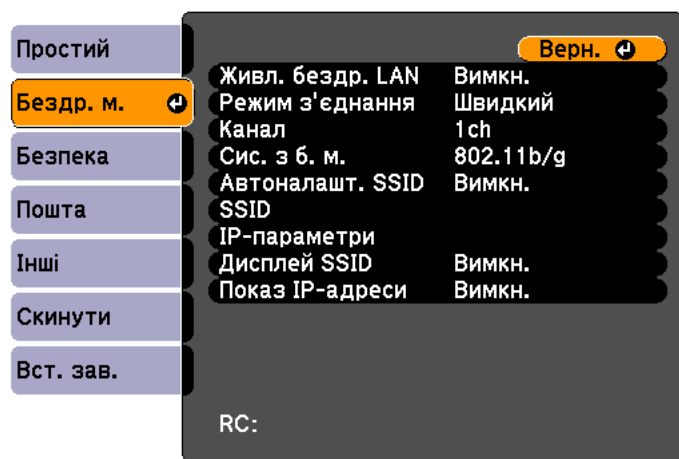 Простий
Бездр. м.
Безпека
Пошта
Інші
Скинути
Вст. зав.
Верн.
Живл. бездр. LAN Вимкн.
Режим з'єднання Швидкий
Канал 1ch
Сис. з б. м. 802.11b/g
Автоналашт. SSID Вимкн.
SSID
IP-параметри
Дисплей SSID Вимкн.
Показ IP-адреси Вимкн.
RC: